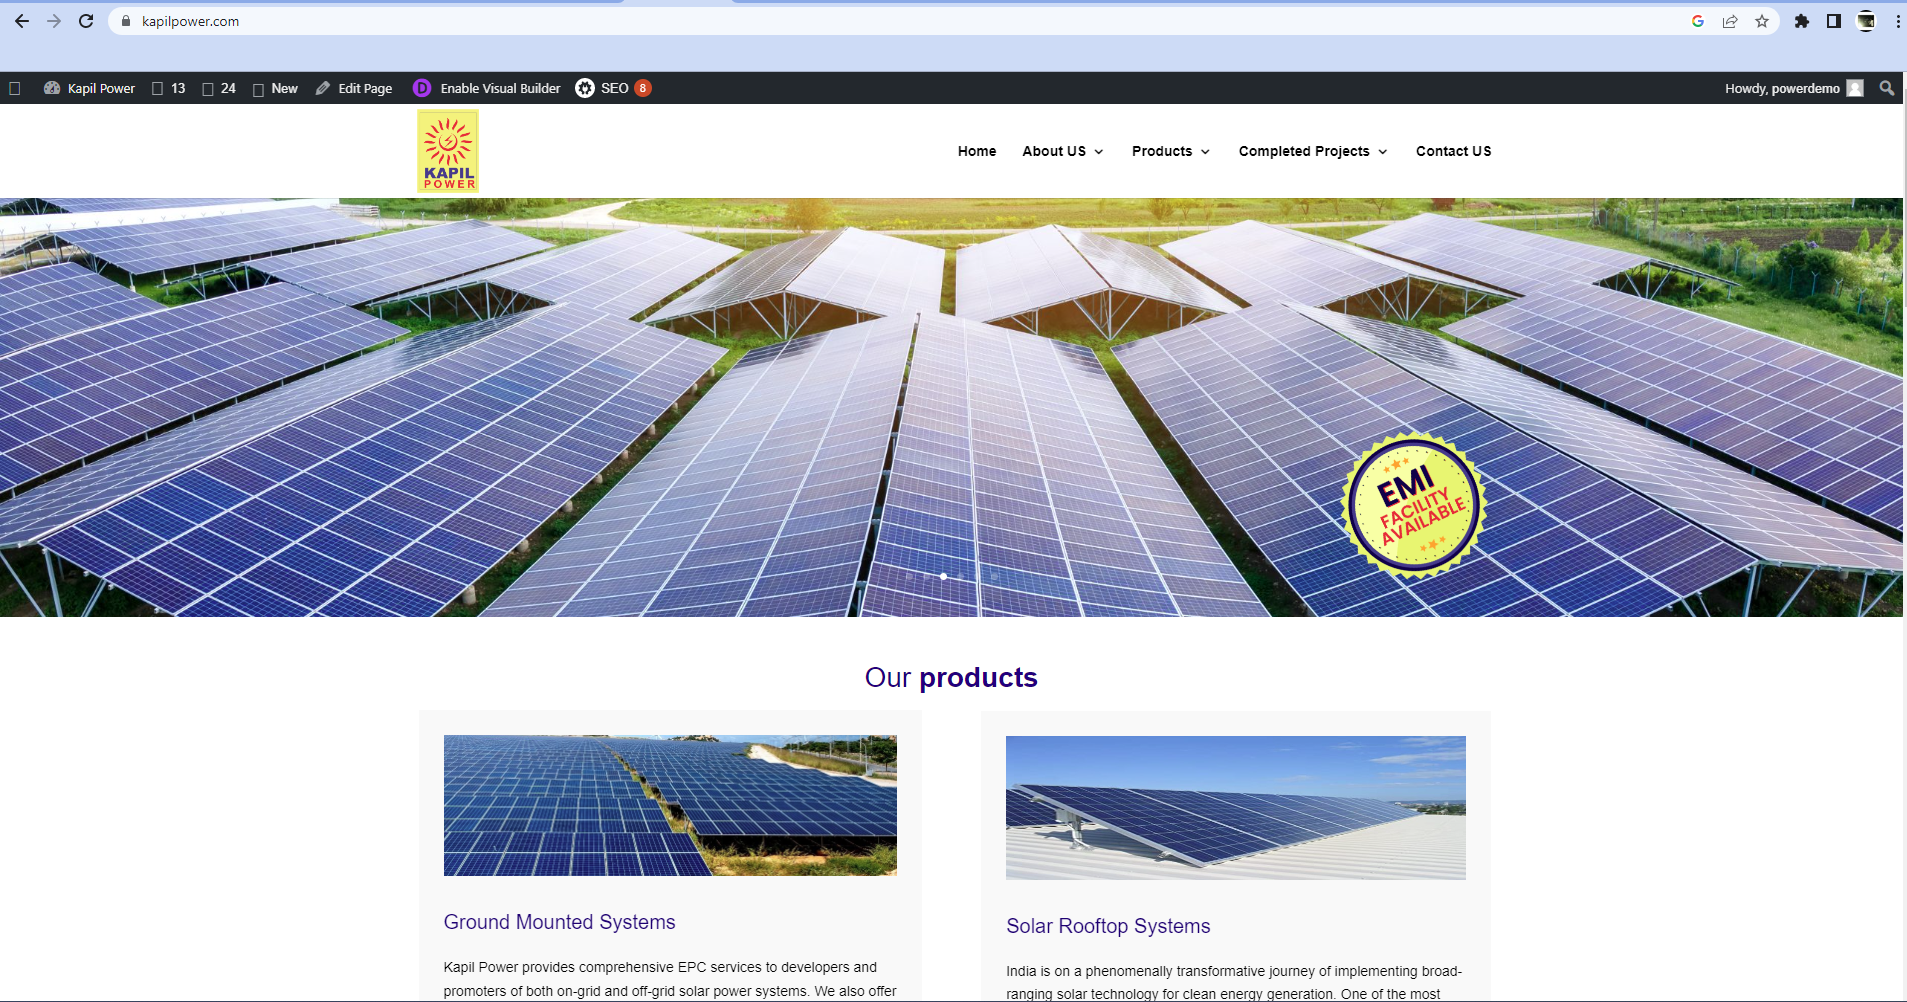 kapilpower.com
Kapil Power 13 24 New Edit Page Enable Visual Builder SEO 8 Howdy, powerdemo
KAPIL
POWER
Home About US Products Completed Projects Contact US
EMI
FACILITY
AVAILABLE
Our products
Ground Mounted Systems
Kapil Power provides comprehensive EPC services to developers and
promoters of both on-grid and off-grid solar power systems. We also offer
Solar Rooftop Systems
India is on a phenomenally transformative journey of implementing broad-
ranging solar technology for clean energy generation. One of the most